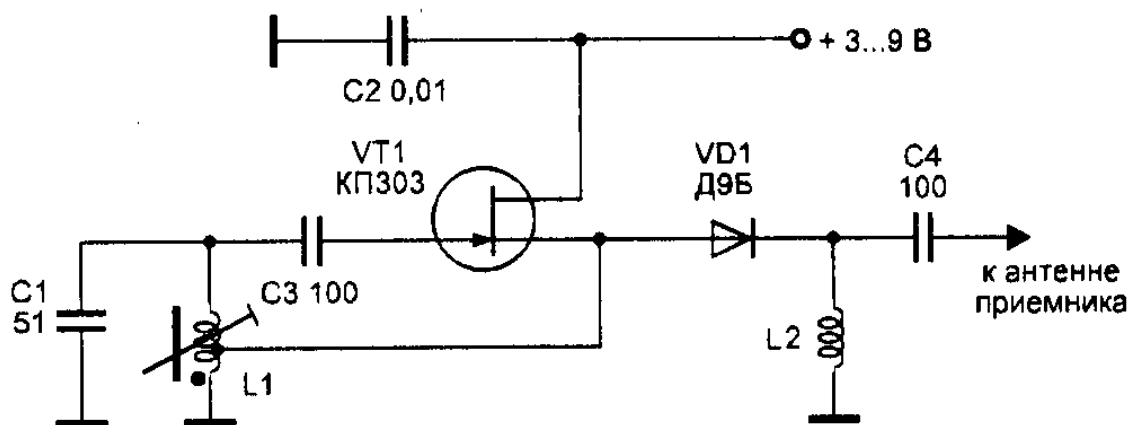 + 3...9 В
C2 0,01
VT1
КП303
VD1
Д9Б
C4
100
C1
51
C3 100
L1
L2
к антенне
приемника